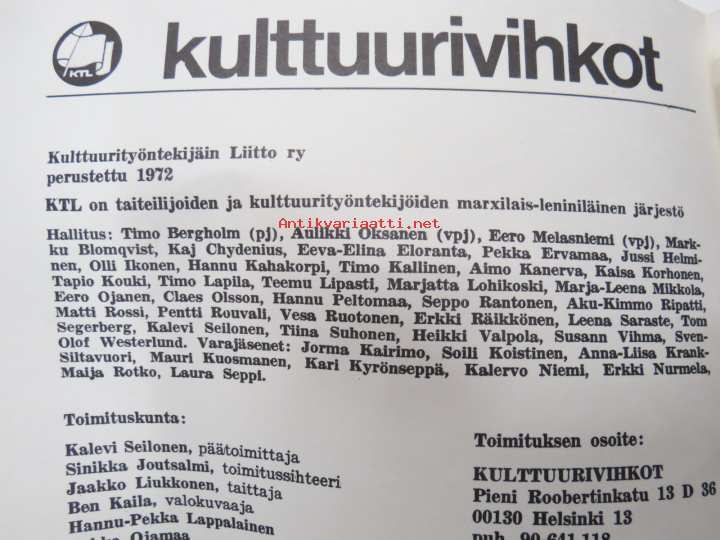 KTL
kulttuurivihkot
Kulttuurityöntekijäin Liitto ry
perustettu 1972
KTL on taiteilijoiden ja kulttuurityöntekijöiden marxilais-leniniläinen järjestö
Antikvariaatti.net
Hallitus: Timo Bergholm (pj), Aulikki Oksanen (vpj), Eero Melasniemi (vpj), Mark-
ku Blomqvist, Kaj Chydenius, Eeva-Elina Eloranta, Pekka Ervamaa, Jussi Helmi-
nen, Olli Ikonen, Hannu Kahakorpi, Timo Kallinen, Aimo Kanerva, Kaisa Korhonen,
Tapio Kouki, Timo Lapila, Teemu Lipasti, Marjatta Lohikoski, Marja-Leena Mikkola,
Eero Ojanen, Claes Olsson, Hannu Peltomaa, Seppo Rantonen, Aku-Kimmo Ripatti,
Matti Rossi, Pentti Rouvali, Vesa Ruotonen, Erkki Räikkönen, Leena Saraste, Tom
Segerberg, Kalevi Seilonen, Tiina Suhonen, Heikki Valpola, Susann Vihma, Sven-
Olof Westerlund. Varajäsenet: Jorma Kairimo, Soili Koistinen, Anna-Liisa Krank-
Siltavuori, Mauri Kuosmanen, Kari Kyrönseppä, Kalervo Niemi, Erkki Nurmela,
Maija Rotko, Laura Seppi.
Toimituskunta:
Kalevi Seilonen, päätoimittaja
Sinikka Joutsalmi, toimitussihteeri
Jaakko Liukkonen, taittaja
Ben Kaila, valokuvaaja
Hannu-Pekka Lappalainen
Ojamaa
Toimituksen osoite:
KULTTUURIVIHKOT
Pieni Roobertinkatu 13 D 36
00130 Helsinki 13
puh. 90-641 118